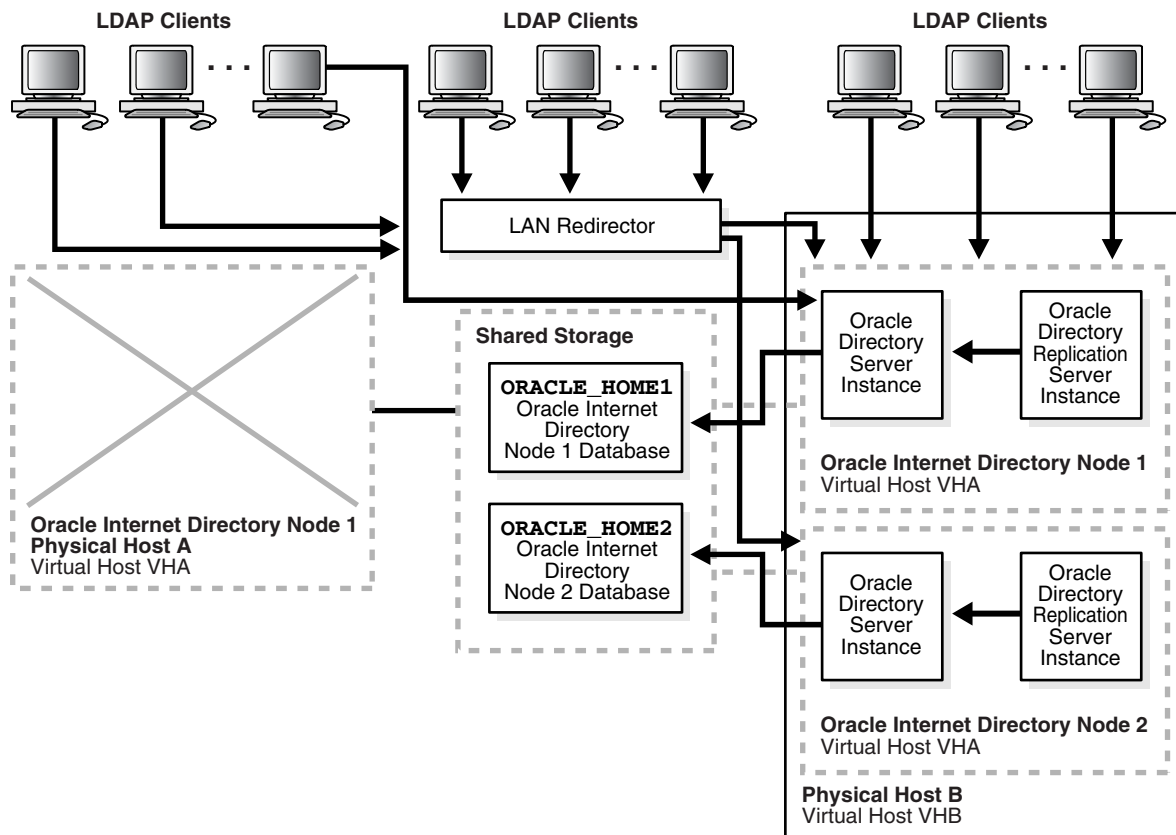 LDAP Clients
LDAP Clients
LDAP Clients
LAN Redirector
Shared Storage
ORACLE_HOME1
Oracle Internet
Directory
Node 1 Database
ORACLE_HOME2
Oracle Internet
Directory
Node 2 Database
Oracle Internet Directory Node 1
Physical Host A
Virtual Host VHA
Oracle
Directory
Server
Instance
Oracle
Directory
Replication
Server
Instance
Oracle Internet Directory Node 1
Virtual Host VHA
Oracle
Directory
Server
Instance
Oracle
Directory
Replication
Server
Instance
Oracle Internet Directory Node 2
Virtual Host VHA
Physical Host B
Virtual Host VHB